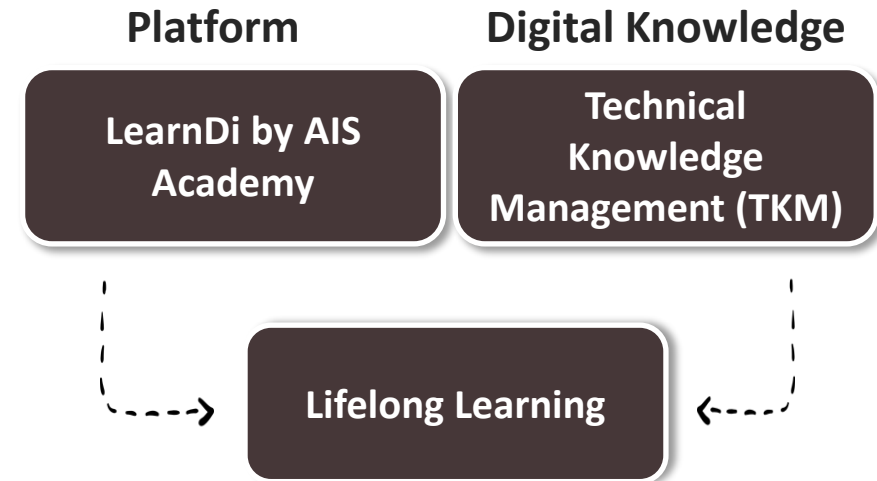 Platform
Digital Knowledge
LearnDi by AIS
Academy
Technical
Knowledge
Management (TKM)
Lifelong Learning